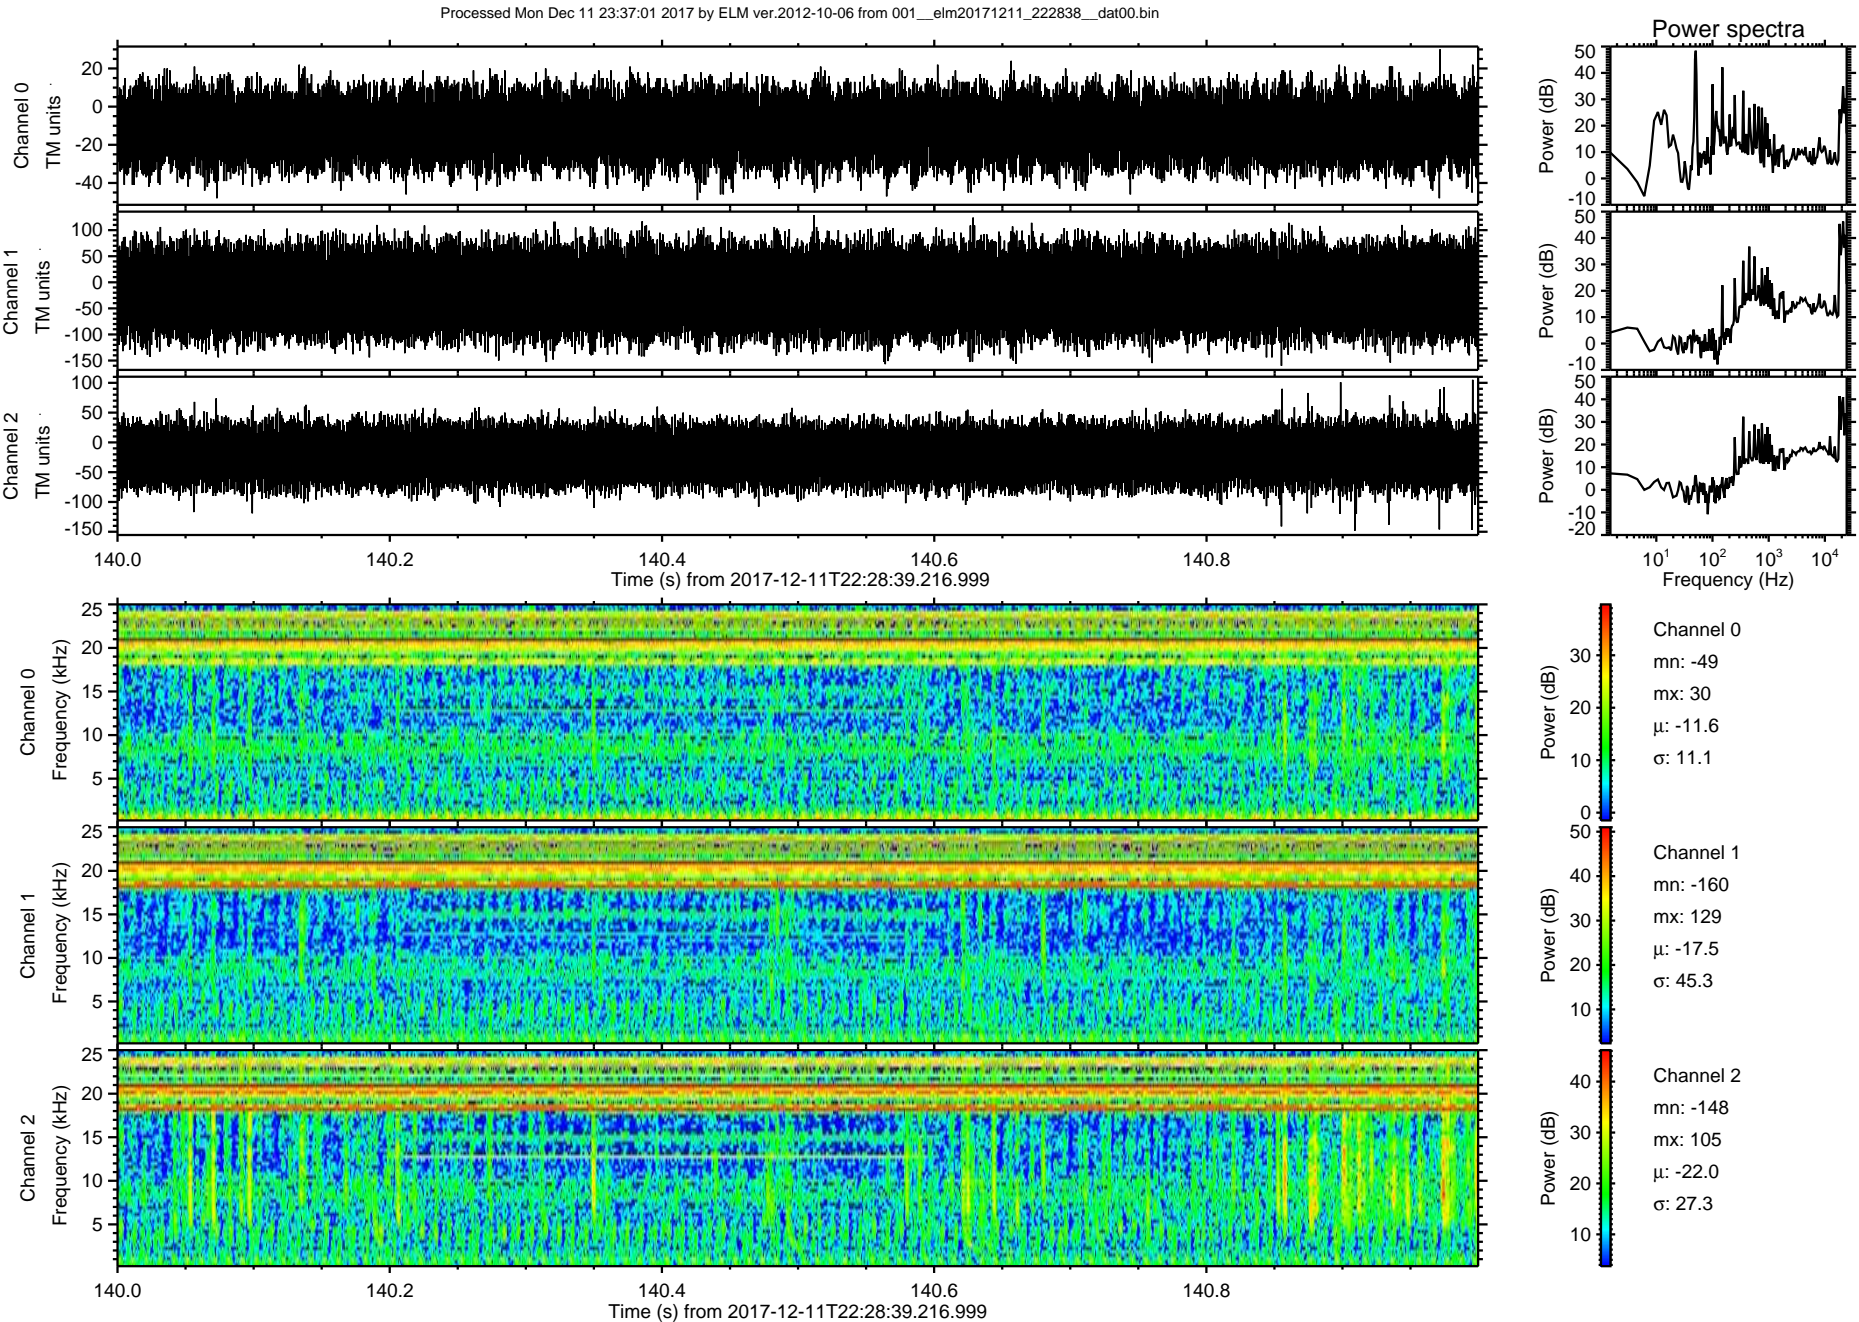 Processed Mon Dec 11 23:37:01 2017 by ELM ver.2012-10-06 from 001__elm20171211_222838__dat00.bin
Power spectra
Channel 0
TM units
20
0
-20
-40
Power (dB)
50
40
30
20
10
0
-10
Channel 1
TM units
100
50
0
-50
-100
-150
Power (dB)
50
40
30
20
10
0
-10
Channel 2
TM units
100
50
0
-50
-100
-150
Power (dB)
50
40
30
20
10
0
-10
-20
140.0 140.2 140.4 140.6 140.8
Time (s) from 2017-12-11T22:28:39.216.999
10¹ 10² 10³ 10⁴
Frequency (Hz)
Channel 0
Frequency (kHz)
25
20
15
10
5
Power (dB)
30
20
10
0
Channel 0
mn: -49
mx: 30
μ: -11.6
σ: 11.1
Channel 1
Frequency (kHz)
25
20
15
10
5
Power (dB)
50
40
30
20
10
Channel 1
mn: -160
mx: 129
μ: -17.5
σ: 45.3
Channel 2
Frequency (kHz)
25
20
15
10
5
Power (dB)
40
30
20
10
Channel 2
mn: -148
mx: 105
μ: -22.0
σ: 27.3
140.0 140.2 140.4 140.6 140.8
Time (s) from 2017-12-11T22:28:39.216.999